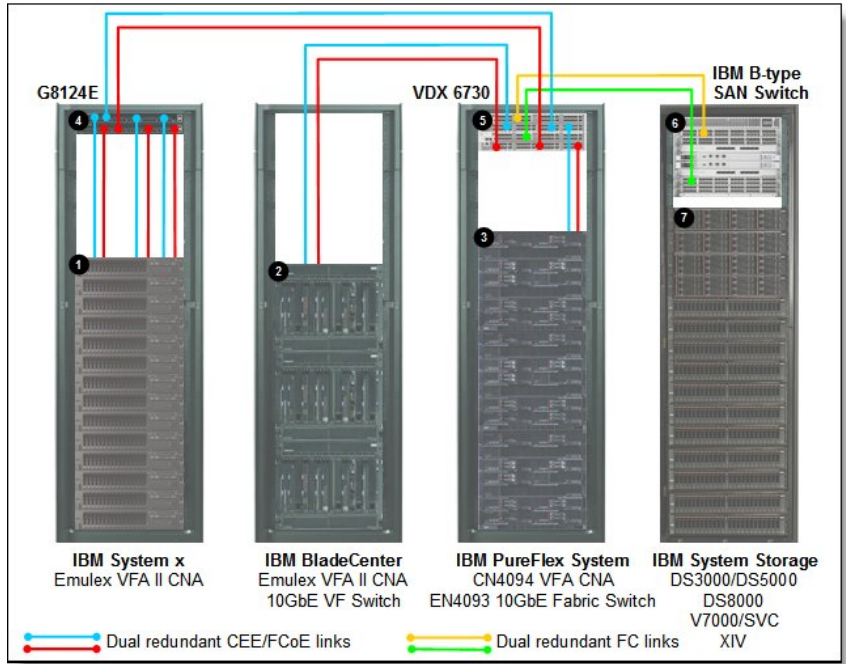 G8124E
VDX 6730
IBM B-type
SAN Switch
4
5
6
7
1
2
3
IBM System x
Emulex VFA II CNA
IBM BladeCenter
Emulex VFA II CNA
10GbE VF Switch
IBM PureFlex System
CN4094 VFA CNA
EN4093 10GbE Fabric Switch
IBM System Storage
DS3000/DS5000
DS8000
V7000/SVC
XIV
Dual redundant CEE/FCoE links
Dual redundant FC links